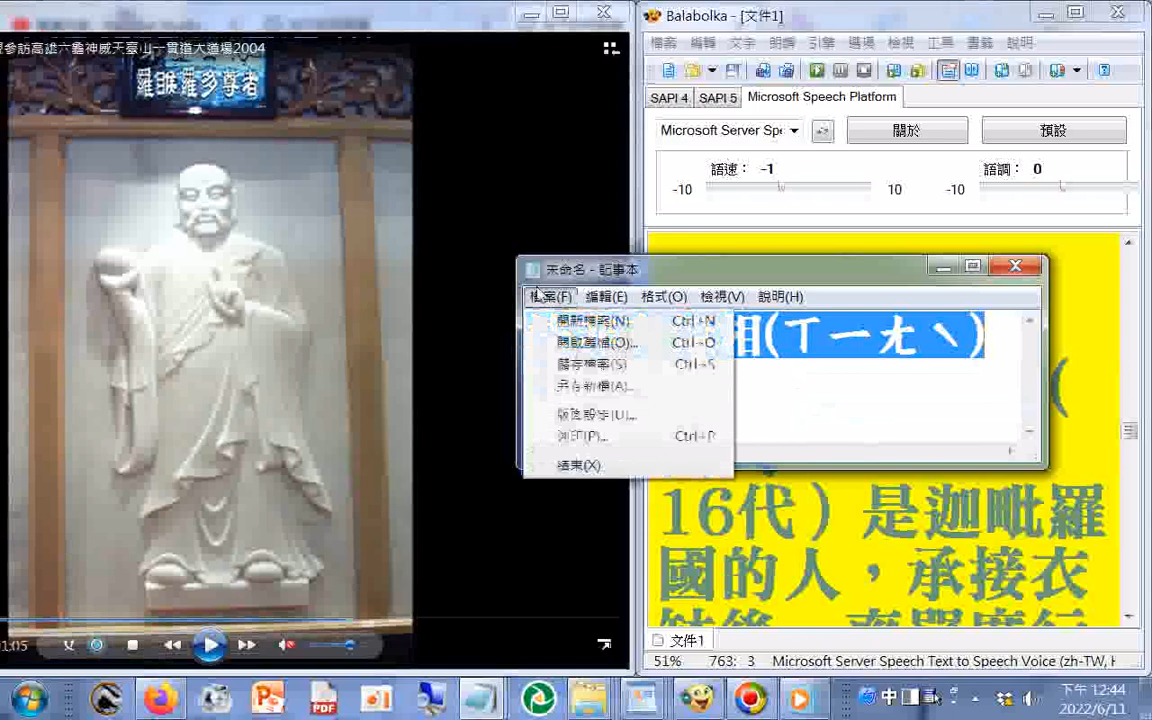 參訪高雄六龜神威天臺山一貫道大道場2004
羅睺羅多尊者
1:05
Balabolka - [文件1]
檔案 編輯 文字 朗讀 引擎 選項 檢視 工具 書籤 說明
SAPI 4 SAPI 5 Microsoft Speech Platform
Microsoft Server Spe
關於
預設
語速： -1
-10 10
語調： 0
-10
未命名 - 記事本
檔案(F) 編輯(E) 格式(O) 檢視(V) 說明(H)
相(ㄒㄧㄤˋ)
開新檔案(N) Ctrl+N
開啟舊檔(O)... Ctrl+O
儲存檔案(S) Ctrl+S
另存新檔(A)...
版面設定(U)...
列印(P)... Ctrl+P
結束(X)
(
16代）是迦毗羅
國的人，承接衣
文件1
51% 763: 3 Microsoft Server Speech Text to Speech Voice (zh-TW, H
中
下午 12:44
2022/6/11